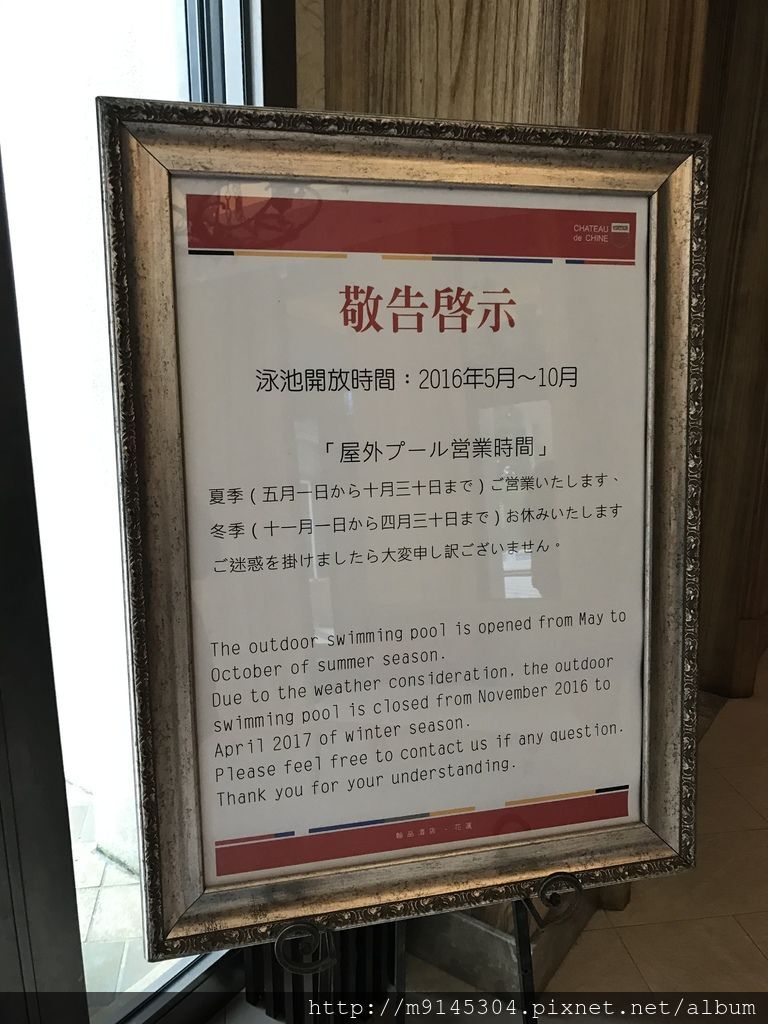 CHATEAU
de CHINE
敬告啓示
泳池開放時間：2016年5月～10月
「屋外プール営業時間」
夏季(五月一日から十月三十日まで)ご営業いたします、
冬季(十一月一日から四月三十日まで)お休みいたします
ご迷惑を掛けましたら大変申し訳ございません。
The outdoor swimming pool is opened from May to
October of summer season.
Due to the weather consideration, the outdoor
swimming pool is closed from November 2016 to
April 2017 of winter season.
Please feel free to contact us if any question.
Thank you for your understanding.
翰品酒店 - 花蓮
http://m9145304.pixnet.net/album